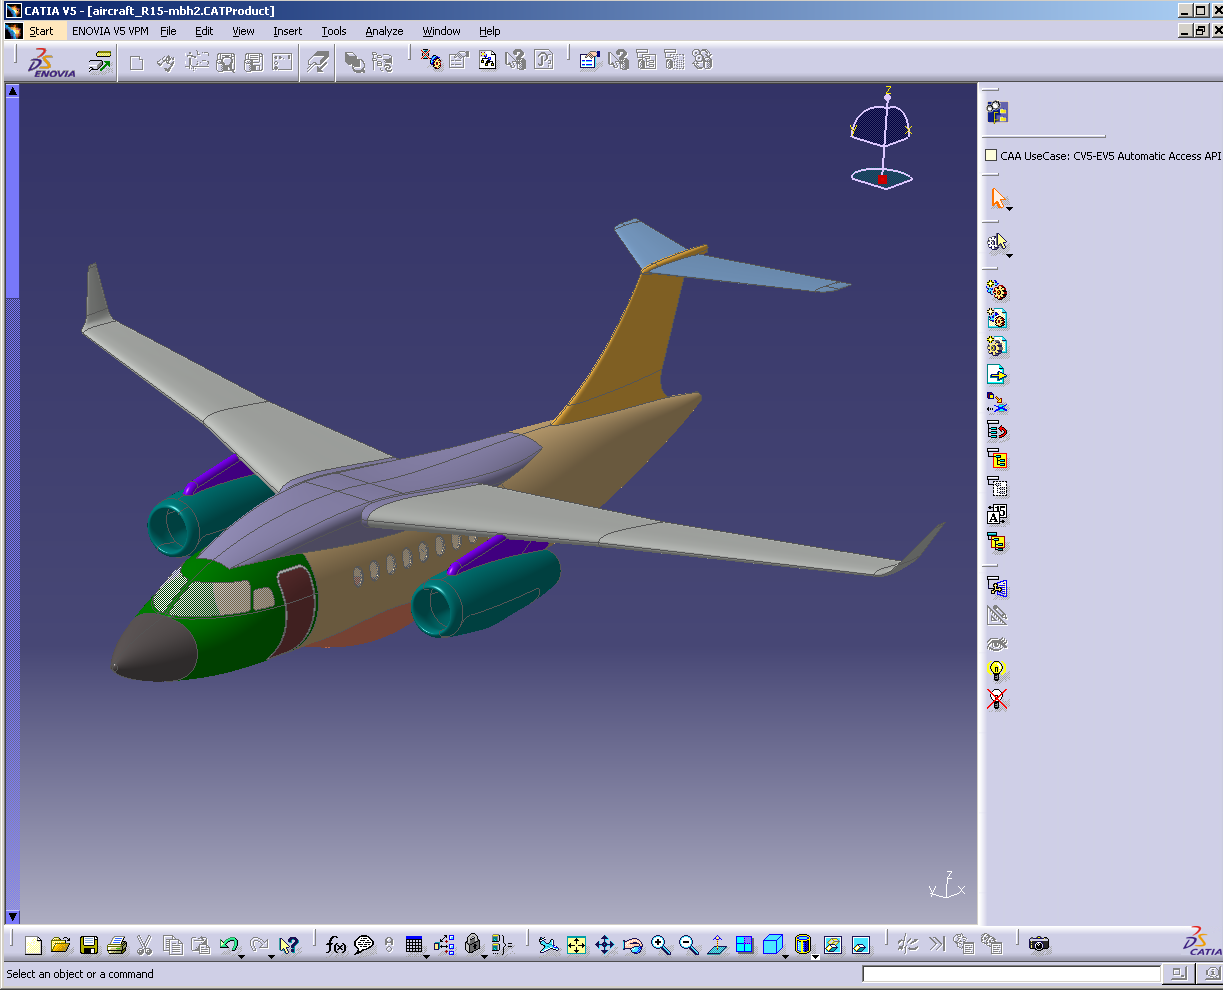 CATIA V5 - [aircraft_R15-mbh2.CATProduct]
Start ENOVIA V5 VPM File Edit View Insert Tools Analyze Window Help
ENOVIA
z
y x
CAA UseCase: CV5-EV5 Automatic Access API
z
y x
f(x)
CATIA
Select an object or a command